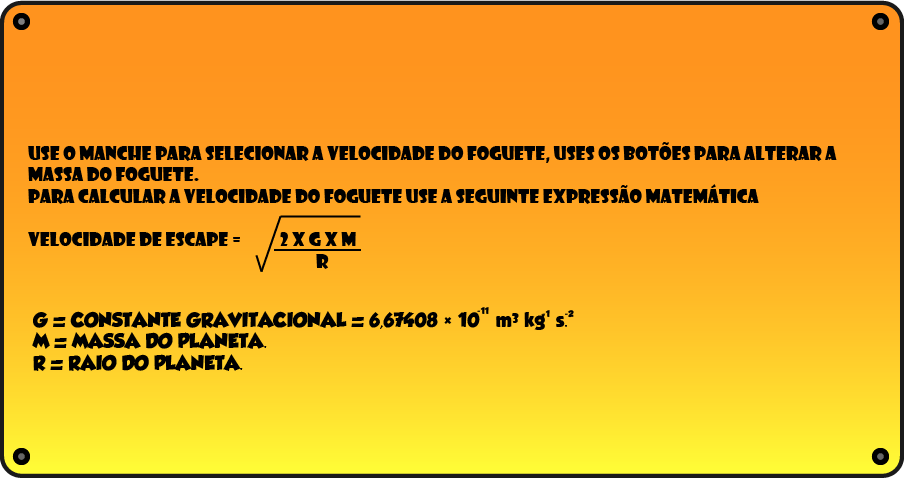 USE O MANCHE PARA SELECIONAR A VELOCIDADE DO FOGUETE, USES OS BOTÕES PARA ALTERAR A
MASSA DO FOGUETE.
PARA CALCULAR A VELOCIDADE DO FOGUETE USE A SEGUINTE EXPRESSÃO MATEMÁTICA
VELOCIDADE DE ESCAPE = √ 2 X G X M
R
G = CONSTANTE GRAVITACIONAL = 6,67408 × 10⁻¹¹ m³ kg¹ s.⁻²
M = MASSA DO PLANETA.
R = RAIO DO PLANETA.